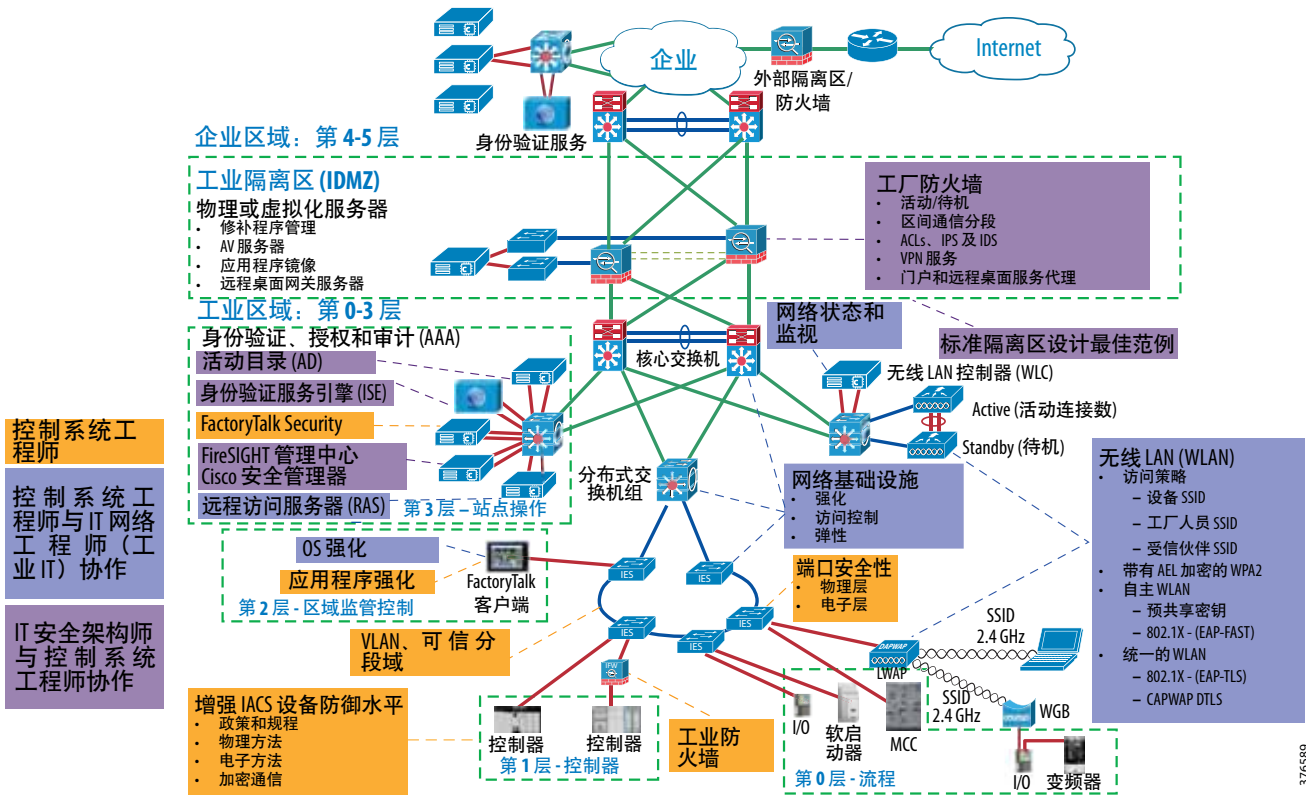 企业
Internet
外部隔离区/
防火墙
身份验证服务
企业区域：第 4-5 层
工业隔离区 (IDMZ)
物理或虚拟化服务器
• 修补程序管理
• AV 服务器
• 应用程序镜像
• 远程桌面网关服务器
工厂防火墙
• 活动/待机
• 区间通信分段
• ACLs、IPS 及 IDS
• VPN 服务
• 门户和远程桌面服务代理
工业区域：第 0-3 层
身份验证、授权和审计 (AAA)
活动目录 (AD)
身份验证服务引擎 (ISE)
FactoryTalk Security
FireSIGHT 管理中心
Cisco 安全管理器
远程访问服务器 (RAS)
第 3 层 – 站点操作
核心交换机
网络状态和
监视
标准隔离区设计最佳范例
无线 LAN 控制器 (WLC)
Active (活动连接数)
Standby (待机)
分布式交
换机组
网络基础设施
• 强化
• 访问控制
• 弹性
控制系统工
程师
控制系统工
程师与IT 网络
工程师（工
业 IT）协作
IT 安全架构师
与控制系统
工程师协作
无线 LAN (WLAN)
• 访问策略
– 设备 SSID
– 工厂人员 SSID
– 受信伙伴 SSID
• 带有 AEL 加密的 WPA2
• 自主 WLAN
– 预共享密钥
– 802.1X - (EAP-FAST)
• 统一的 WLAN
– 802.1X - (EAP-TLS)
– CAPWAP DTLS
OS 强化
应用程序强化
FactoryTalk
客户端
第 2 层 - 区域监管控制
IES
IES
IES
IES
IES
端口安全性
• 物理层
• 电子层
VLAN、可信分
段域
IFW
LWAP
SSID
2.4 GHz
SSID
2.4 GHz
WGB
增强 IACS 设备防御水平
• 政策和规程
• 物理方法
• 电子方法
• 加密通信
控制器
控制器
第 1 层 - 控制器
工业防
火墙
I/O
软启
动器
MCC
第 0 层 - 流程
I/O
变频器
376589